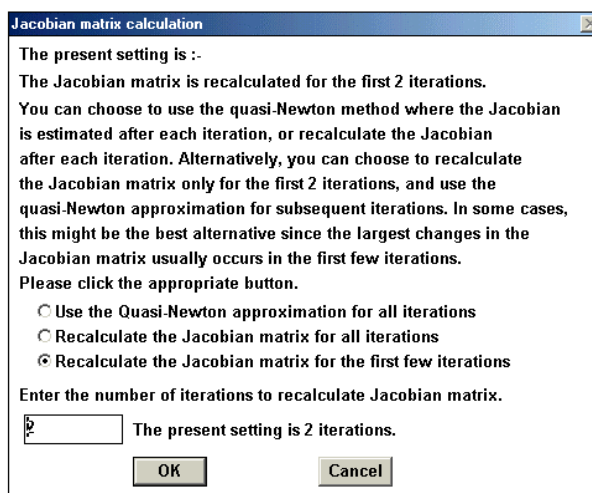 Jacobian matrix calculation
The present setting is :-
The Jacobian matrix is recalculated for the first 2 iterations.
You can choose to use the quasi-Newton method where the Jacobian
is estimated after each iteration, or recalculate the Jacobian
after each iteration. Alternatively, you can choose to recalculate
the Jacobian matrix only for the first 2 iterations, and use the
quasi-Newton approximation for subsequent iterations. In some cases,
this might be the best alternative since the largest changes in the
Jacobian matrix usually occurs in the first few iterations.
Please click the appropriate button.
Use the Quasi-Newton approximation for all iterations
Recalculate the Jacobian matrix for all iterations
Recalculate the Jacobian matrix for the first few iterations
Enter the number of iterations to recalculate Jacobian matrix.
The present setting is 2 iterations.
OK Cancel